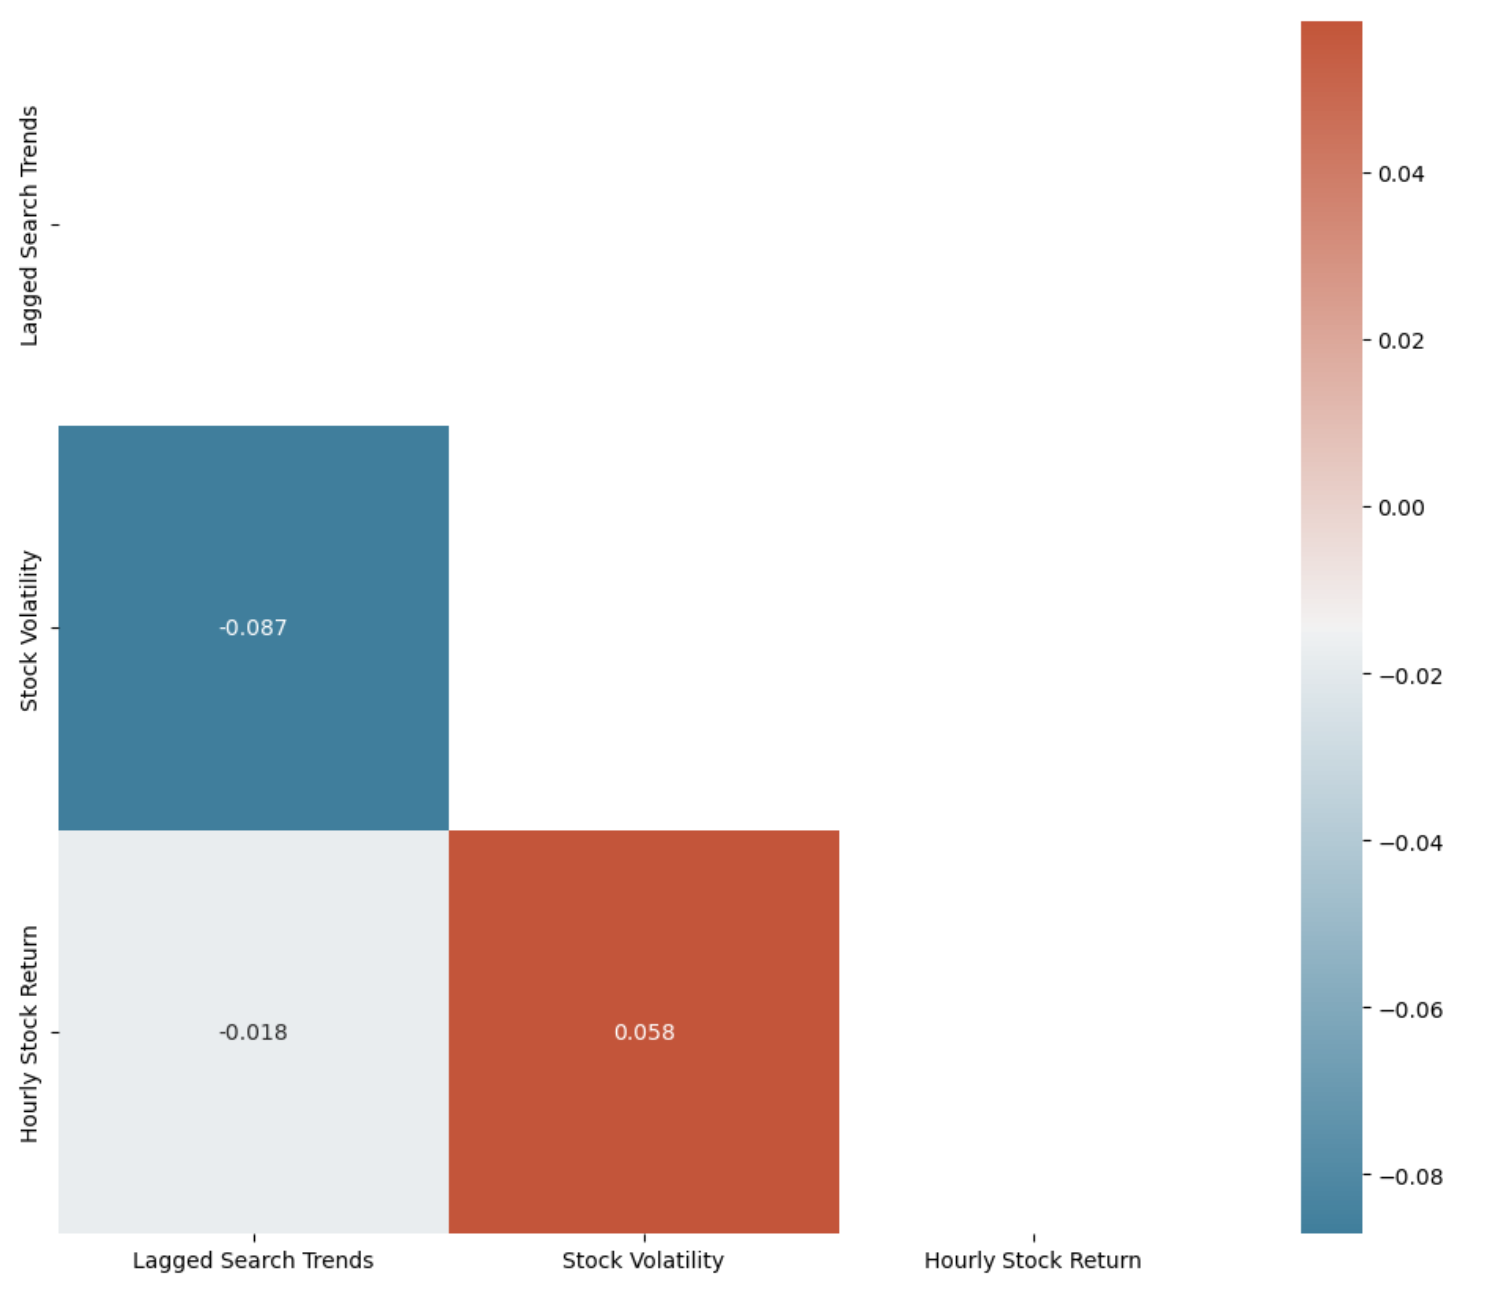 Lagged Search Trends
Stock Volatility
Hourly Stock Return
-0.087
-0.018
0.058
Lagged Search Trends
Stock Volatility
Hourly Stock Return
0.04
0.02
0.00
−0.02
−0.04
−0.06
−0.08